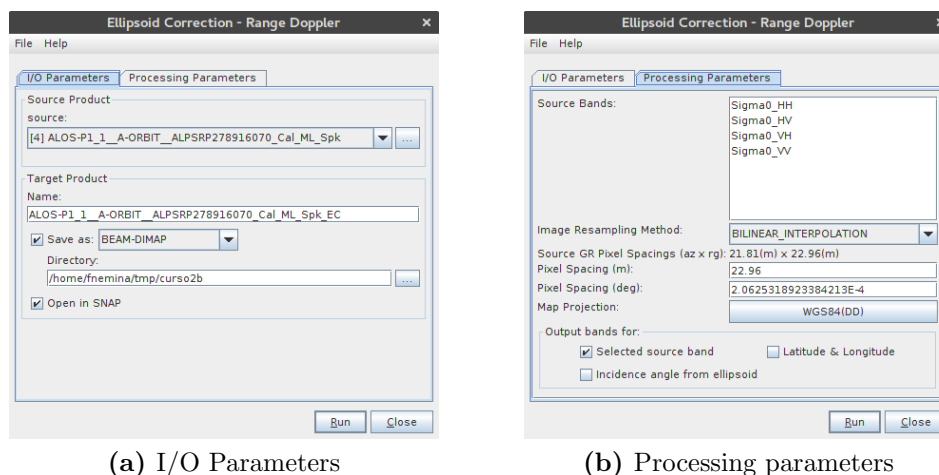 Ellipsoid Correction - Range Doppler ×
File Help
I/O Parameters Processing Parameters
Source Product
source:
[4] ALOS-P1_1__A-ORBIT__ALPSRP278916070_Cal_ML_Spk ...
Target Product
Name:
ALOS-P1_1__A-ORBIT__ALPSRP278916070_Cal_ML_Spk_EC
Save as: BEAM-DIMAP
Directory:
/home/fnemina/tmp/curso2b ...
Open in SNAP
Run Close
(a) I/O Parameters
Ellipsoid Correction - Range Doppler ×
File Help
I/O Parameters Processing Parameters
Source Bands:
Sigma0_HH
Sigma0_HV
Sigma0_VH
Sigma0_VV
Image Resampling Method: BILINEAR_INTERPOLATION
Source GR Pixel Spacings (az x rg): 21.81(m) x 22.96(m)
Pixel Spacing (m): 22.96
Pixel Spacing (deg): 2.0625318923384213E-4
Map Projection: WGS84(DD)
Output bands for:
Selected source band Latitude & Longitude
Incidence angle from ellipsoid
Run Close
(b) Processing parameters